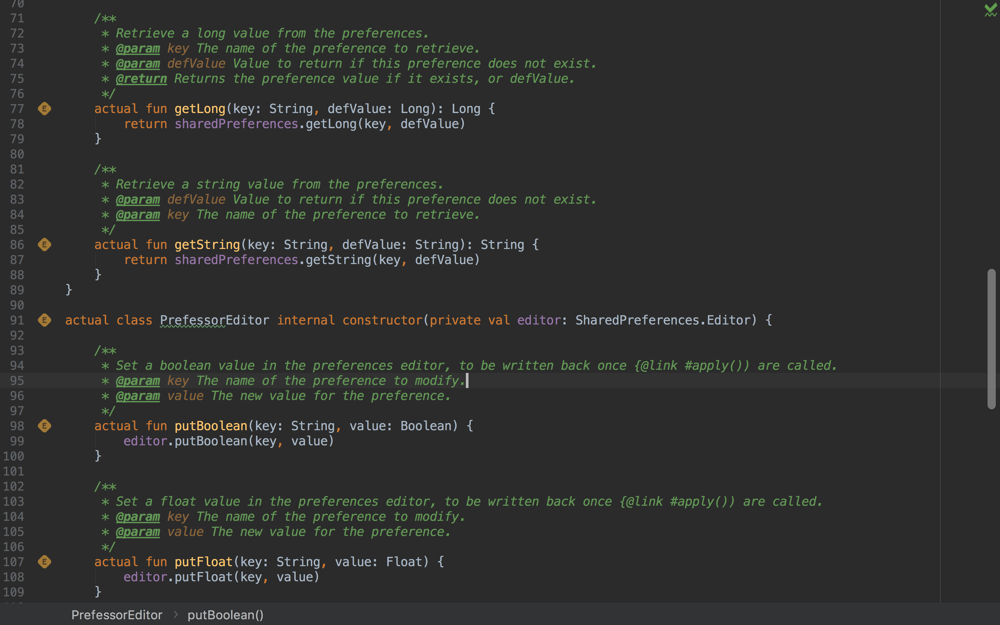 70
71 /**
72 * Retrieve a long value from the preferences.
73 * @param key The name of the preference to retrieve.
74 * @param defValue Value to return if this preference does not exist.
75 * @return Returns the preference value if it exists, or defValue.
76 */
77 E actual fun getLong(key: String, defValue: Long): Long {
78 return sharedPreferences.getLong(key, defValue)
79 }
80
81 /**
82 * Retrieve a string value from the preferences.
83 * @param defValue Value to return if this preference does not exist.
84 * @param key The name of the preference to retrieve.
85 */
86 E actual fun getString(key: String, defValue: String): String {
87 return sharedPreferences.getString(key, defValue)
88 }
89 }
90
91 E actual class PrefessorEditor internal constructor(private val editor: SharedPreferences.Editor) {
92
93 /**
94 * Set a boolean value in the preferences editor, to be written back once {@link #apply()) are called.
95 * @param key The name of the preference to modify.
96 * @param value The new value for the preference.
97 */
98 E actual fun putBoolean(key: String, value: Boolean) {
99 editor.putBoolean(key, value)
100 }
101
102 /**
103 * Set a float value in the preferences editor, to be written back once {@link #apply()) are called.
104 * @param key The name of the preference to modify.
105 * @param value The new value for the preference.
106 */
107 E actual fun putFloat(key: String, value: Float) {
108 editor.putFloat(key, value)
109 }
PrefessorEditor › putBoolean()